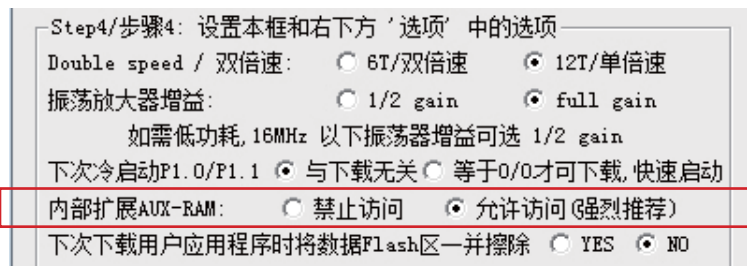 Step4/步骤4: 设置本框和右下方 '选项' 中的选项
Double speed / 双倍速: 6T/双倍速 12T/单倍速
振荡放大器增益: 1/2 gain full gain
如需低功耗,16MHz 以下振荡器增益可选 1/2 gain
下次冷启动P1.0/P1.1 与下载无关 等于0/0才可下载,快速启动
内部扩展AUX-RAM: 禁止访问 允许访问(强烈推荐)
下次下载用户应用程序时将数据Flash区一并擦除 YES NO